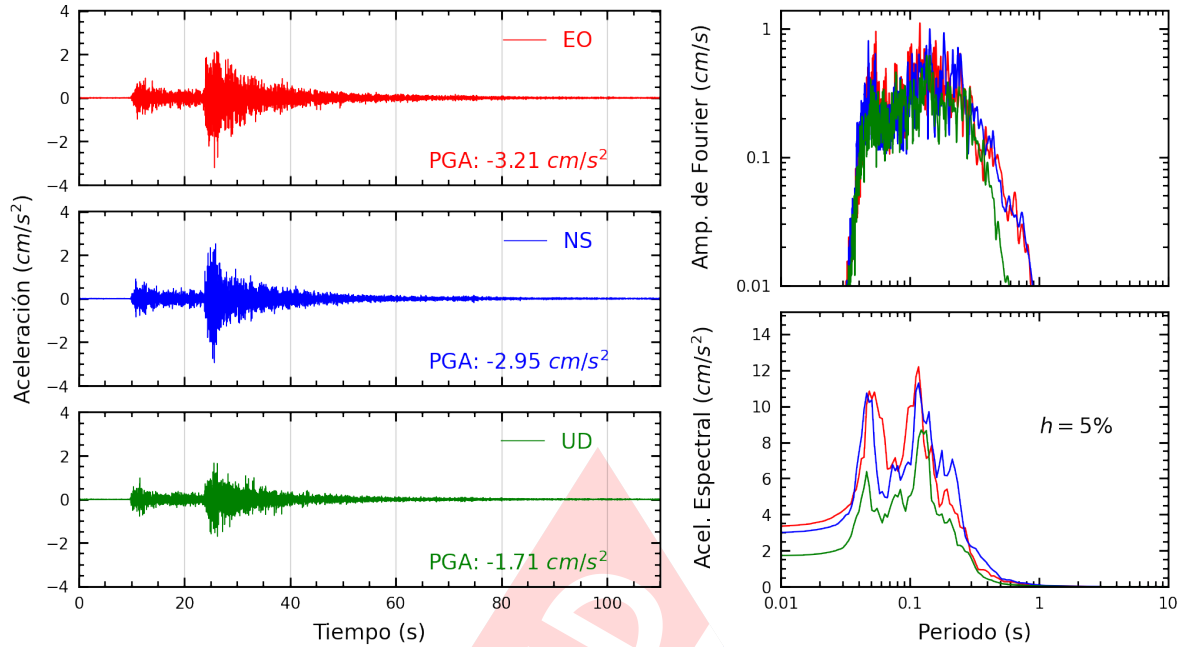 Aceleración (cm/s²)
4
2
0
−2
−4
EO
PGA: -3.21 cm/s²
4
2
0
−2
−4
NS
PGA: -2.95 cm/s²
4
2
0
−2
−4
UD
PGA: -1.71 cm/s²
0 20 40 60 80 100
Tiempo (s)
Amp. de Fourier (cm/s)
1
0.1
0.01
Acel. Espectral (cm/s²)
14
12
10
8
6
4
2
0
h = 5%
0.01 0.1 1 10
Periodo (s)